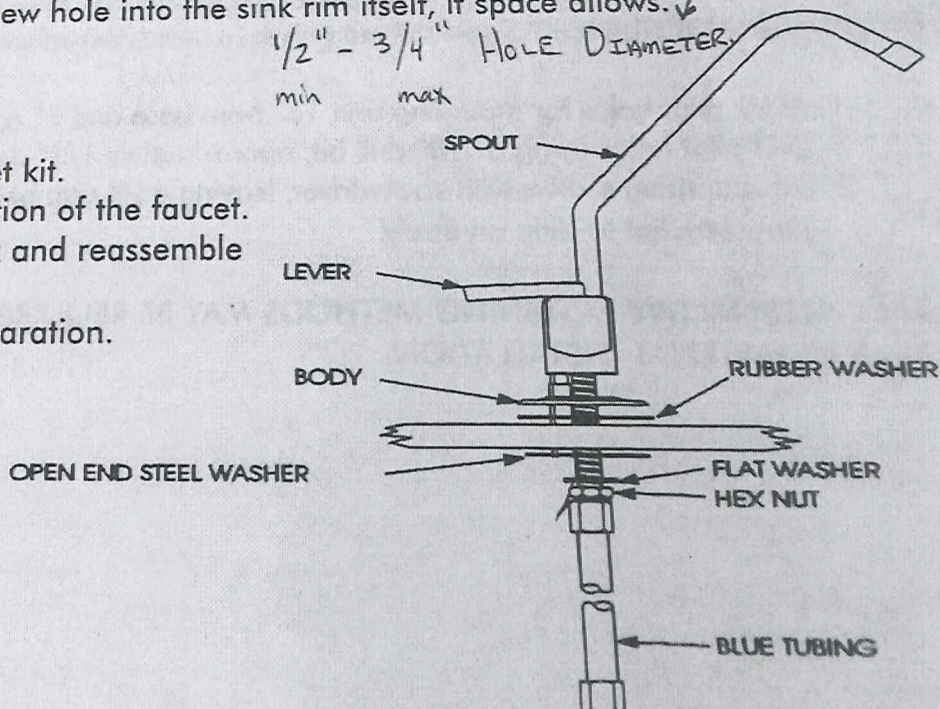 ew hole into the sink rim itself, if space allows.
1/2" - 3/4" HOLE DIAMETER.
min max
SPOUT
et kit.
tion of the faucet.
and reassemble
LEVER
aration.
BODY
RUBBER WASHER
OPEN END STEEL WASHER
FLAT WASHER
HEX NUT
BLUE TUBING